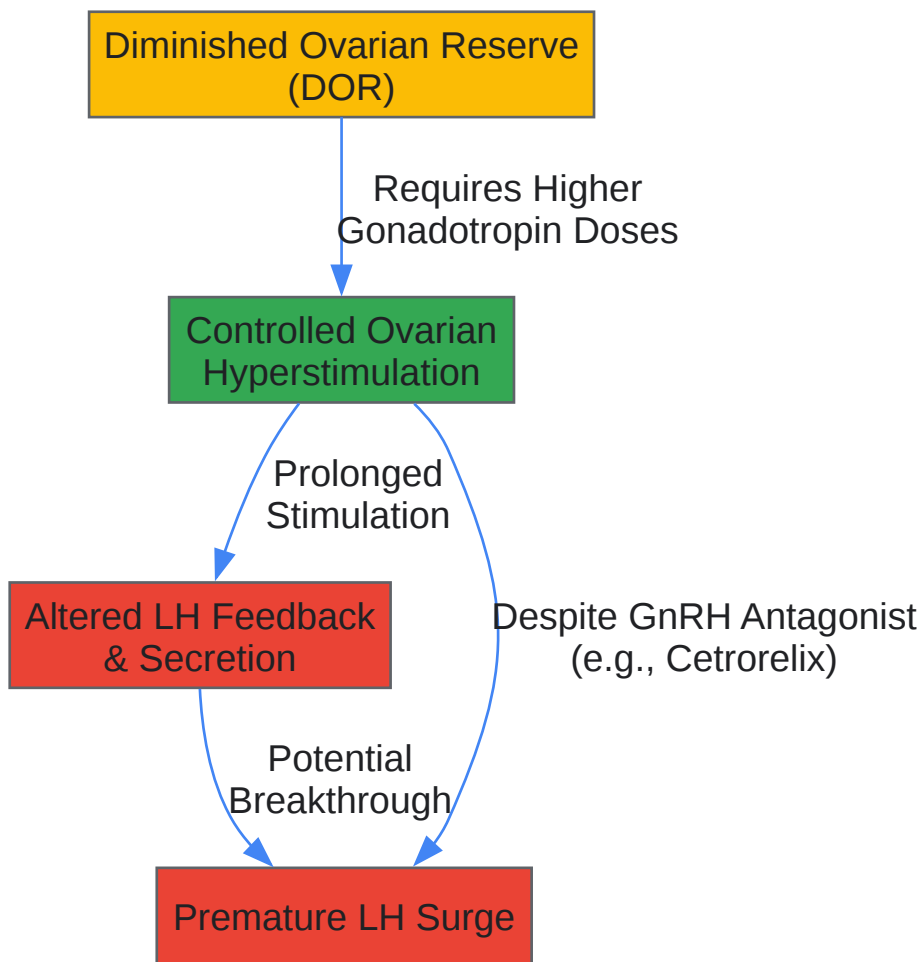 Diminished Ovarian Reserve
(DOR)
Requires Higher
Gonadotropin Doses
Controlled Ovarian
Hyperstimulation
Prolonged
Stimulation
Altered LH Feedback
& Secretion
Despite GnRH Antagonist
(e.g., Cetrorelix)
Potential
Breakthrough
Premature LH Surge